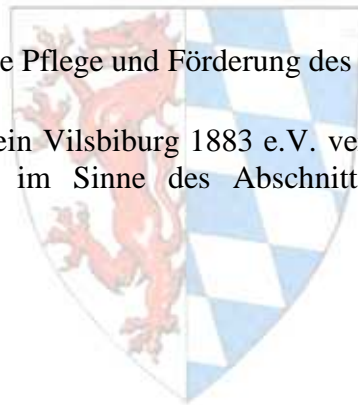 e Pflege und Förderung des
ein Vilsbiburg 1883 e.V. ve
im Sinne des Abschnitt